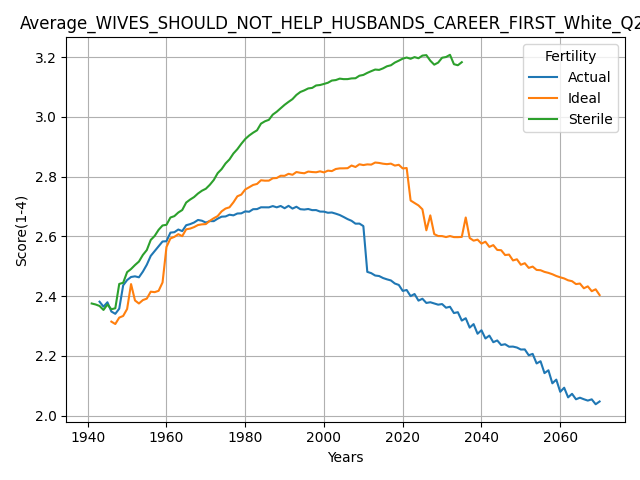 Average_WIVES_SHOULD_NOT_HELP_HUSBANDS_CAREER_FIRST_White_Q2
Score(1-4)
3.2
3.0
2.8
2.6
2.4
2.2
2.0
Fertility
Actual
Ideal
Sterile
1940 1960 1980 2000 2020 2040 2060
Years